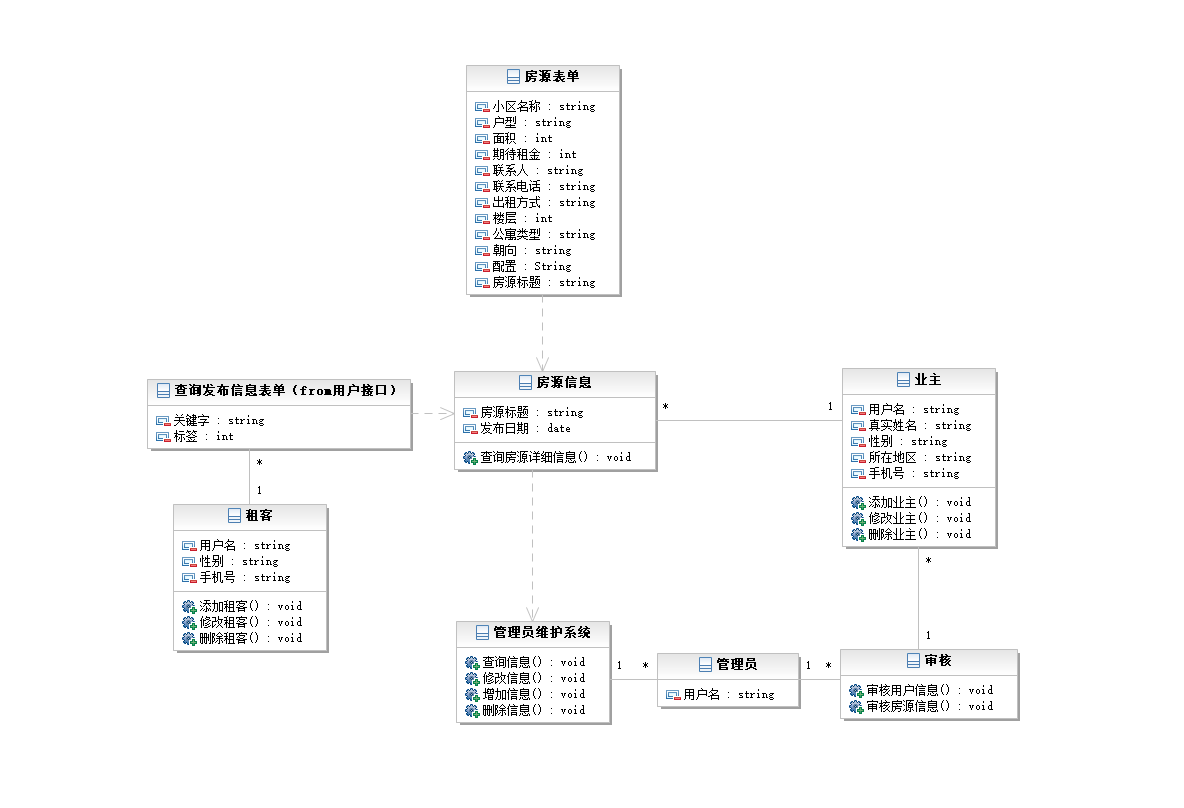 房源表单
小区名称 : string
户型 : string
面积 : int
期待租金 : int
联系人 : string
联系电话 : string
出租方式 : string
楼层 : int
公寓类型 : string
朝向 : string
配置 : String
房源标题 : string
查询发布信息表单（from用户接口）
关键字 : string
标签 : int
*
1
租客
用户名 : string
性别 : string
手机号 : string
添加租客() : void
修改租客() : void
删除租客() : void
房源信息
房源标题 : string
发布日期 : date
查询房源详细信息() : void
*
1
业主
用户名 : string
真实姓名 : string
性别 : string
所在地区 : string
手机号 : string
添加业主() : void
修改业主() : void
删除业主() : void
*
1
管理员维护系统
查询信息() : void
修改信息() : void
增加信息() : void
删除信息() : void
1
*
管理员
用户名 : string
1
*
审核
审核用户信息() : void
审核房源信息() : void